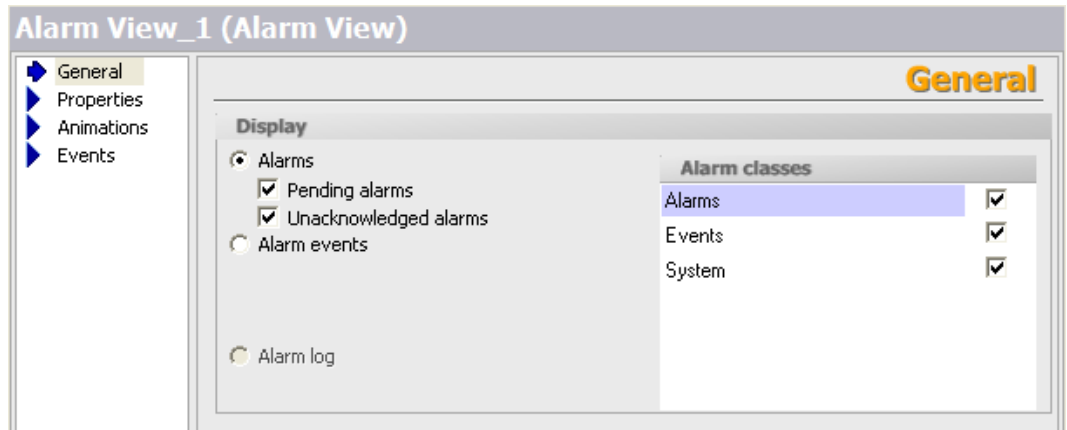 Alarm View_1 (Alarm View)
General
Properties
Animations
Events
General
Display
Alarms
Pending alarms
Unacknowledged alarms
Alarm events
Alarm log
Alarm classes
Alarms
Events
System